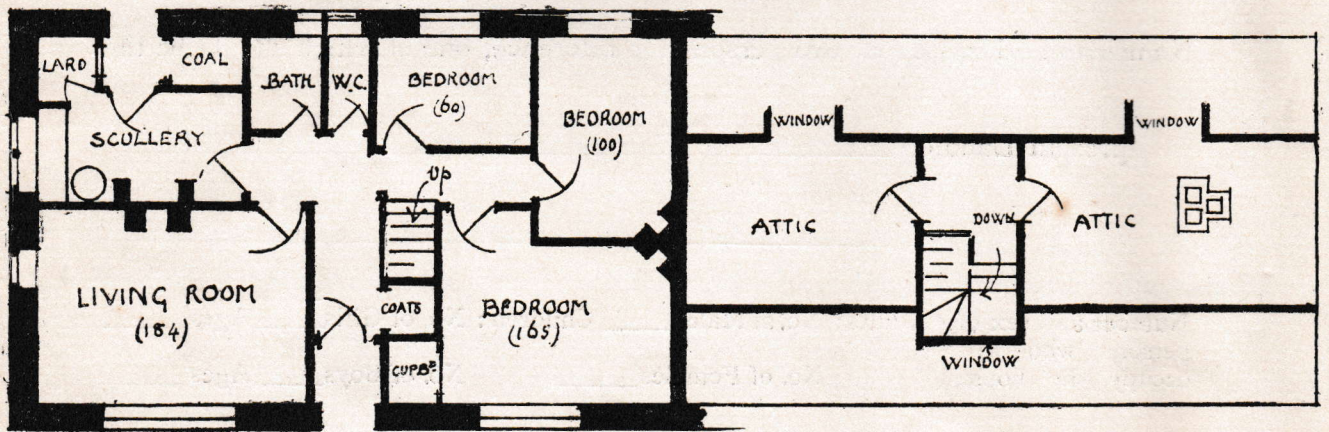 LARD
COAL
BATH
W.C.
BEDROOM
(60)
BEDROOM
(100)
SCULLERY
UP
LIVING ROOM
(184)
COATS
BEDROOM
(165)
CUPBD
WINDOW
WINDOW
ATTIC
DOWN
ATTIC
WINDOW